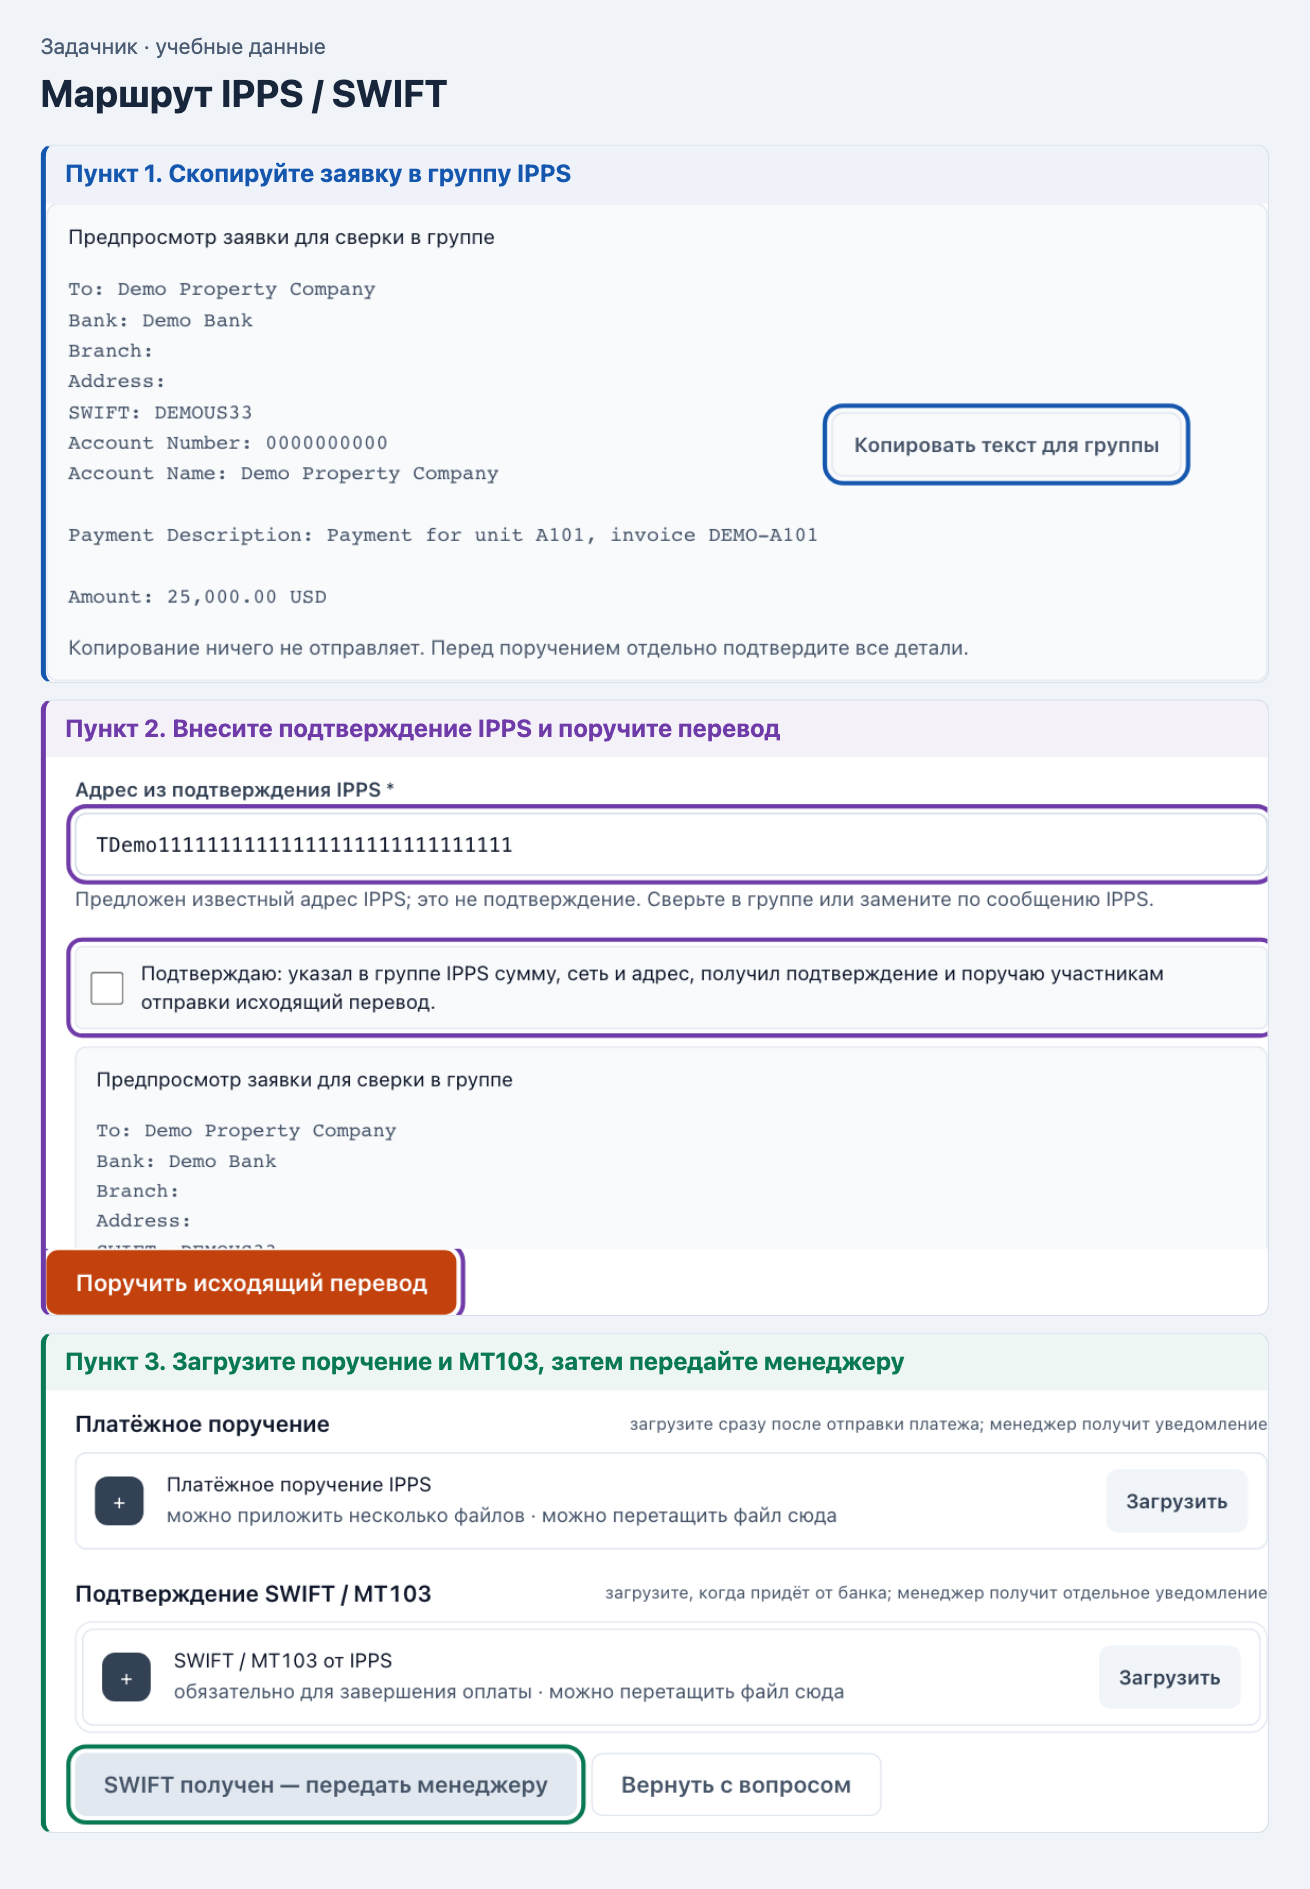 Задачник · учебные данные
Маршрут IPPS / SWIFT
Пункт 1. Скопируйте заявку в группу IPPS
Предпросмотр заявки для сверки в группе
To: Demo Property Company
Bank: Demo Bank
Branch:
Address:
SWIFT: DEMOUS33
Account Number: 0000000000
Копировать текст для группы
Account Name: Demo Property Company
Payment Description: Payment for unit A101, invoice DEMO-A101
Amount: 25,000.00 USD
Копирование ничего не отправляет. Перед поручением отдельно подтвердите все детали.
Пункт 2. Внесите подтверждение IPPS и поручите перевод
Адрес из подтверждения IPPS *
TDemo11111111111111111111111111111
Предложен известный адрес IPPS; это не подтверждение. Сверьте в группе или замените по сообщению IPPS.
Подтверждаю: указал в группе IPPS сумму, сеть и адрес, получил подтверждение и поручаю участникам
отправки исходящий перевод.
Предпросмотр заявки для сверки в группе
To: Demo Property Company
Bank: Demo Bank
Branch:
Address:
SWIFT: DEMOUS33
Поручить исходящий перевод
Пункт 3. Загрузите поручение и MT103, затем передайте менеджеру
Платёжное поручение
загрузите сразу после отправки платежа; менеджер получит уведомление
+
Платёжное поручение IPPS
можно приложить несколько файлов · можно перетащить файл сюда
Загрузить
Подтверждение SWIFT / MT103
загрузите, когда придёт от банка; менеджер получит отдельное уведомление
+
SWIFT / MT103 от IPPS
обязательно для завершения оплаты · можно перетащить файл сюда
Загрузить
SWIFT получен — передать менеджеру
Вернуть с вопросом